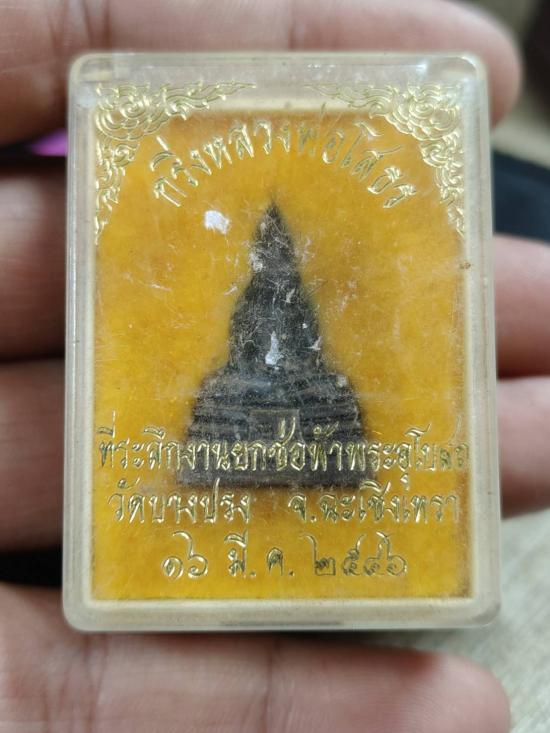 กริ่งหลวงพ่อโสธร
ที่ระลึกงานยกช่อฟ้าพระอุโบสถ
วัดบางปรง จ.ฉะเชิงเทรา
๑๖ มี.ค. ๒๕๔๖